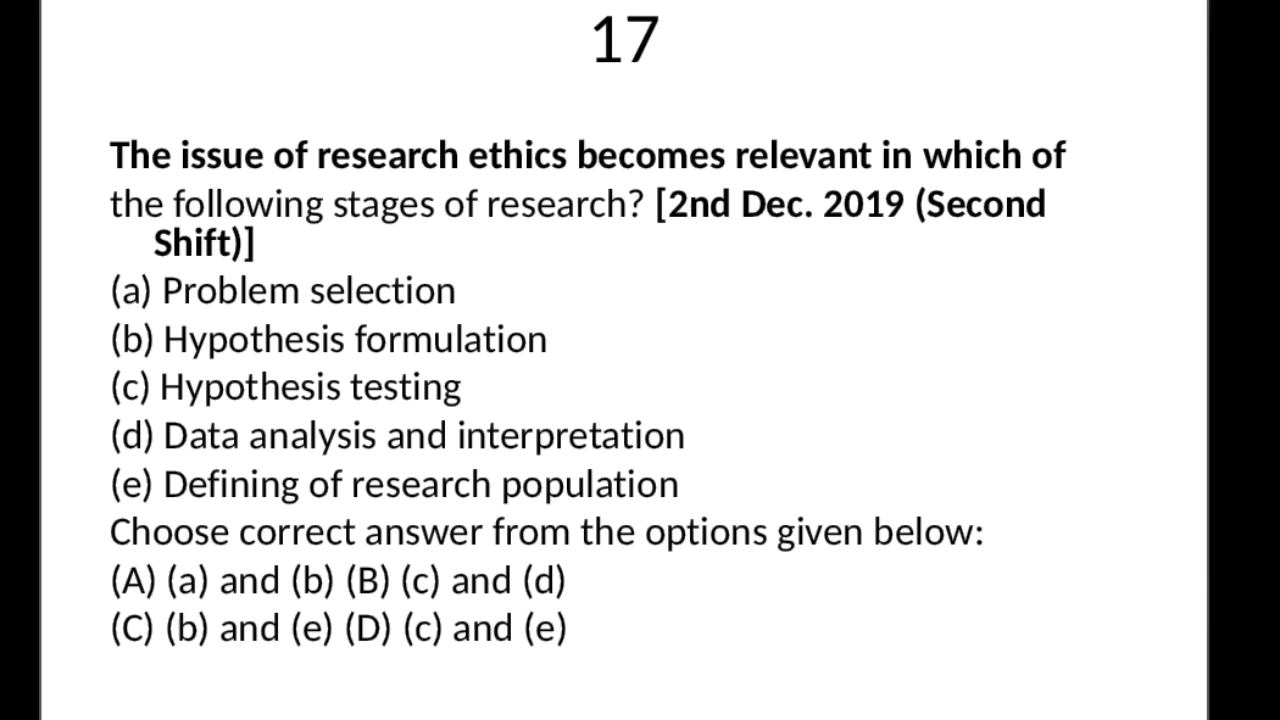 17
The issue of research ethics becomes relevant in which of
the following stages of research? [2nd Dec. 2019 (Second
Shift)]
(a) Problem selection
(b) Hypothesis formulation
(c) Hypothesis testing
(d) Data analysis and interpretation
(e) Defining of research population
Choose correct answer from the options given below:
(A) (a) and (b) (B) (c) and (d)
(C) (b) and (e) (D) (c) and (e)